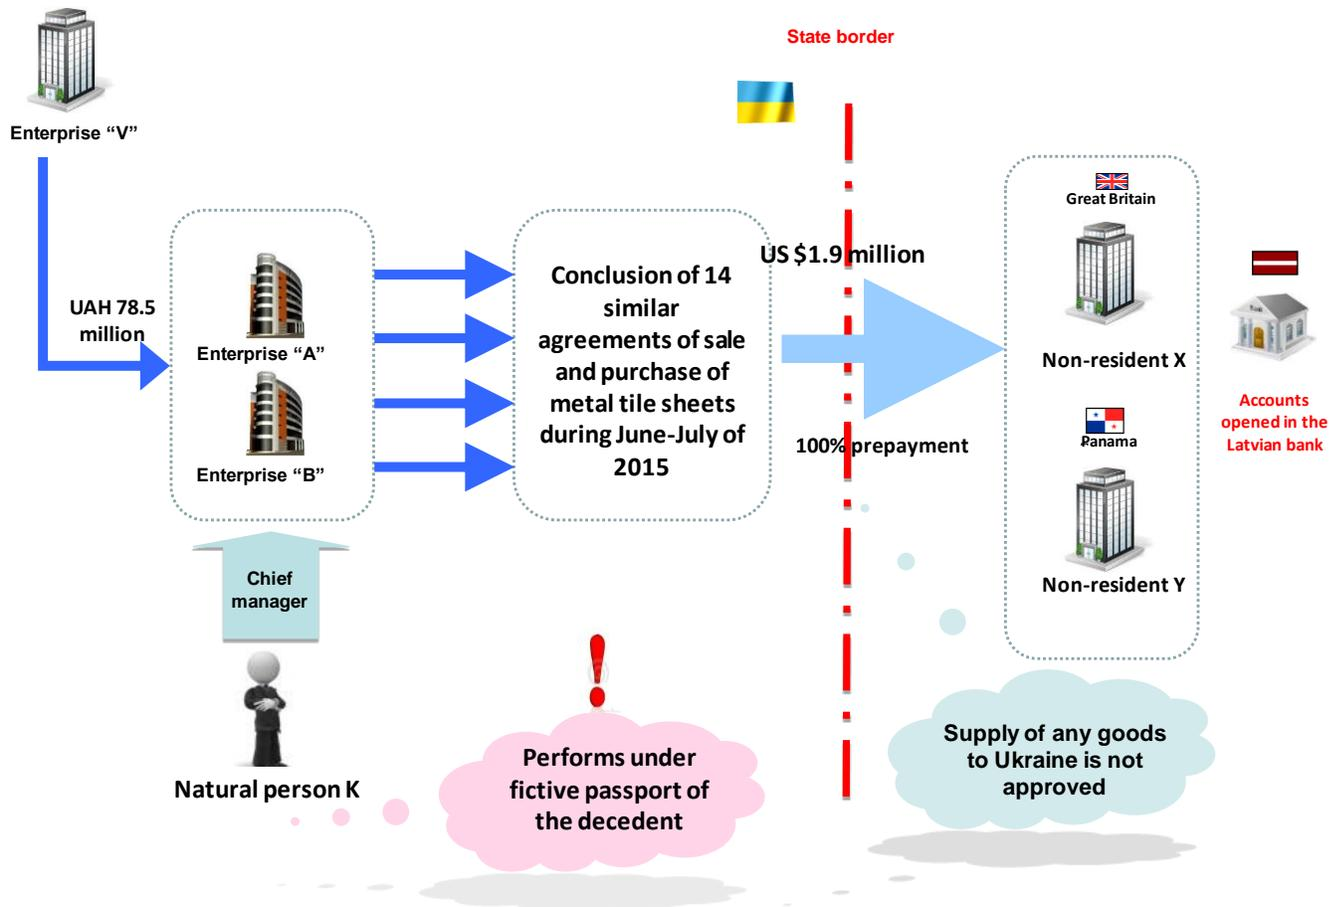 State border
Enterprise “V”
UAH 78.5
million
Enterprise “A”
Enterprise “B”
Conclusion of 14
similar
agreements of sale
and purchase of
metal tile sheets
during June-July of
2015
US $1.9 million
100% prepayment
Great Britain
Non-resident X
Panama
Non-resident Y
Accounts
opened in the
Latvian bank
Chief
manager
Natural person K
Performs under
fictive passport of
the decedent
Supply of any goods
to Ukraine is not
approved